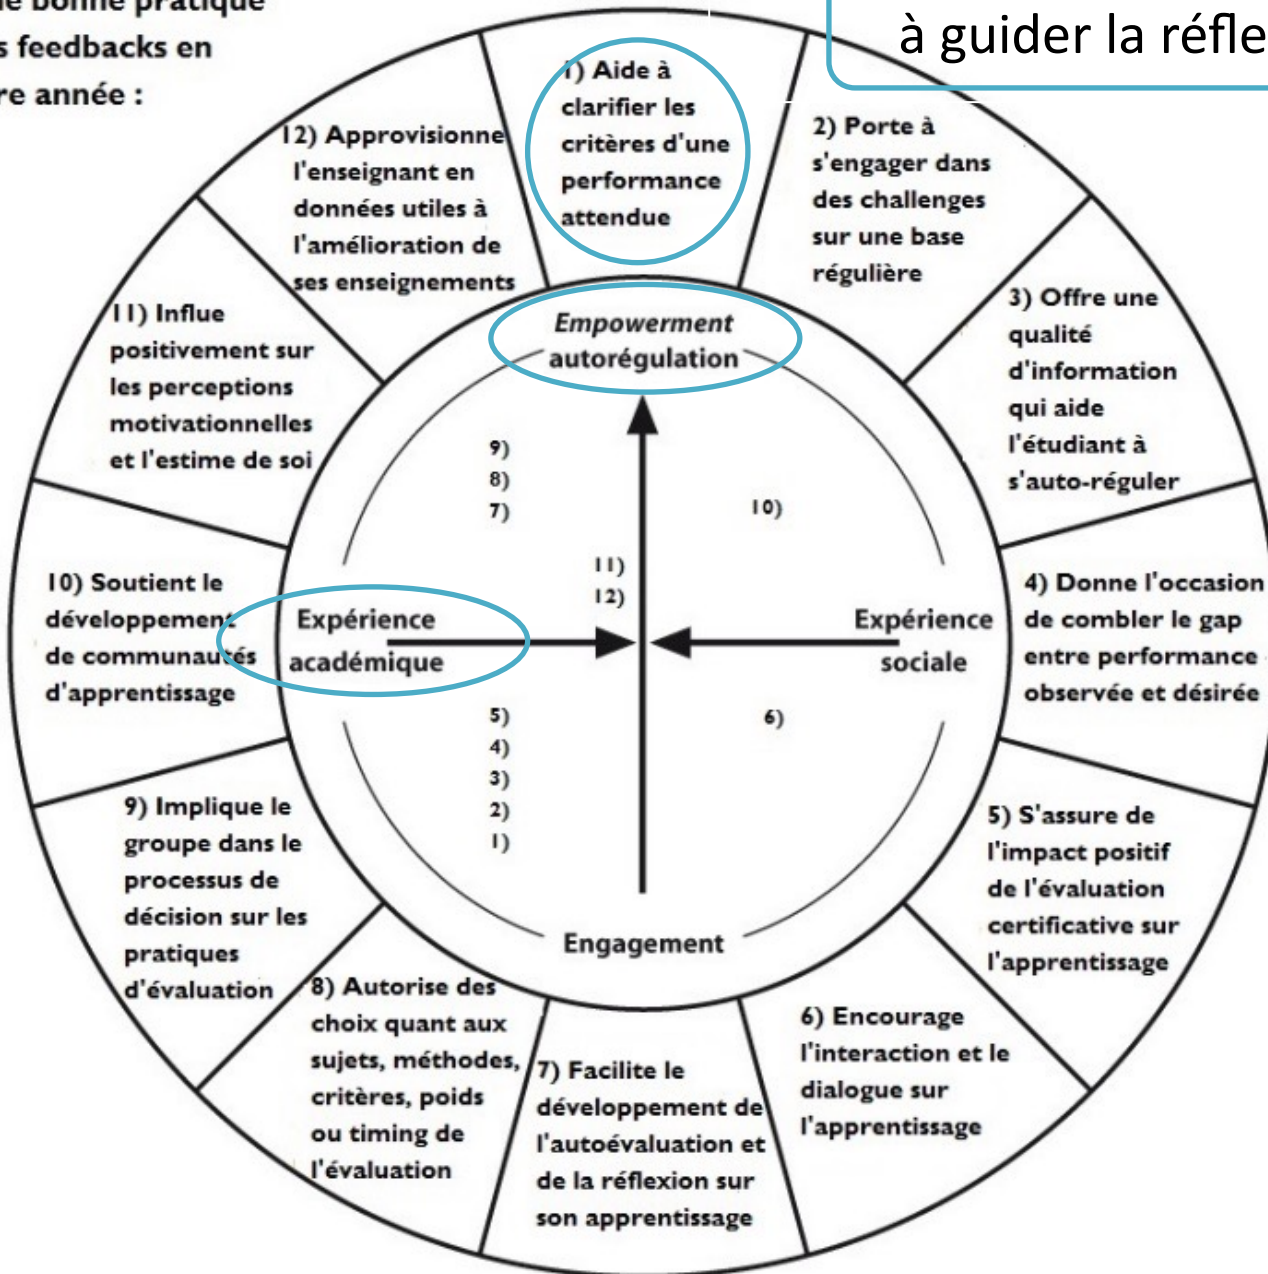 de bonne pratique
s feedbacks en
re année :
à guider la réfle
1) Aide à
clarifier les
critères d'une
performance
attendue
2) Porte à
s'engager dans
des challenges
sur une base
régulière
3) Offre une
qualité
d'information
qui aide
l'étudiant à
s'auto-réguler
4) Donne l'occasion
de combler le gap
entre performance
observée et désirée
5) S'assure de
l'impact positif
de l'évaluation
certificative sur
l'apprentissage
6) Encourage
l'interaction et le
dialogue sur
l'apprentissage
7) Facilite le
développement de
l'autoévaluation et
de la réflexion sur
son apprentissage
8) Autorise des
choix quant aux
sujets, méthodes,
critères, poids
ou timing de
l'évaluation
9) Implique le
groupe dans le
processus de
décision sur les
pratiques
d'évaluation
10) Soutient le
développement
de communautés
d'apprentissage
11) Influe
positivement sur
les perceptions
motivationnelles
et l'estime de soi
12) Approvisionne
l'enseignant en
données utiles à
l'amélioration de
ses enseignements
Empowerment
autorégulation
9)
8)
7)
10)
11)
12)
Expérience
académique
Expérience
sociale
5)
4)
3)
2)
1)
6)
Engagement